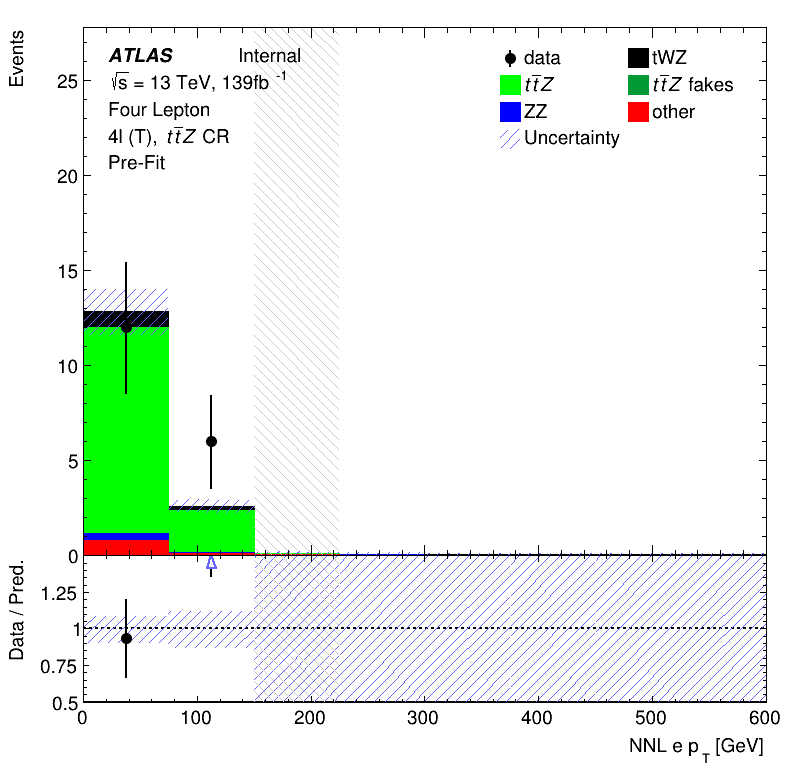 Events
ATLAS Internal
√s = 13 TeV, 139fb⁻¹
Four Lepton
4l (T), tt̄Z CR
Pre-Fit
data
tWZ
tt̄Z
tt̄Z fakes
ZZ
other
Uncertainty
25
20
15
10
5
0
Data / Pred.
1.25
1
0.75
0.5
0 100 200 300 400 500 600
NNL e p_T [GeV]